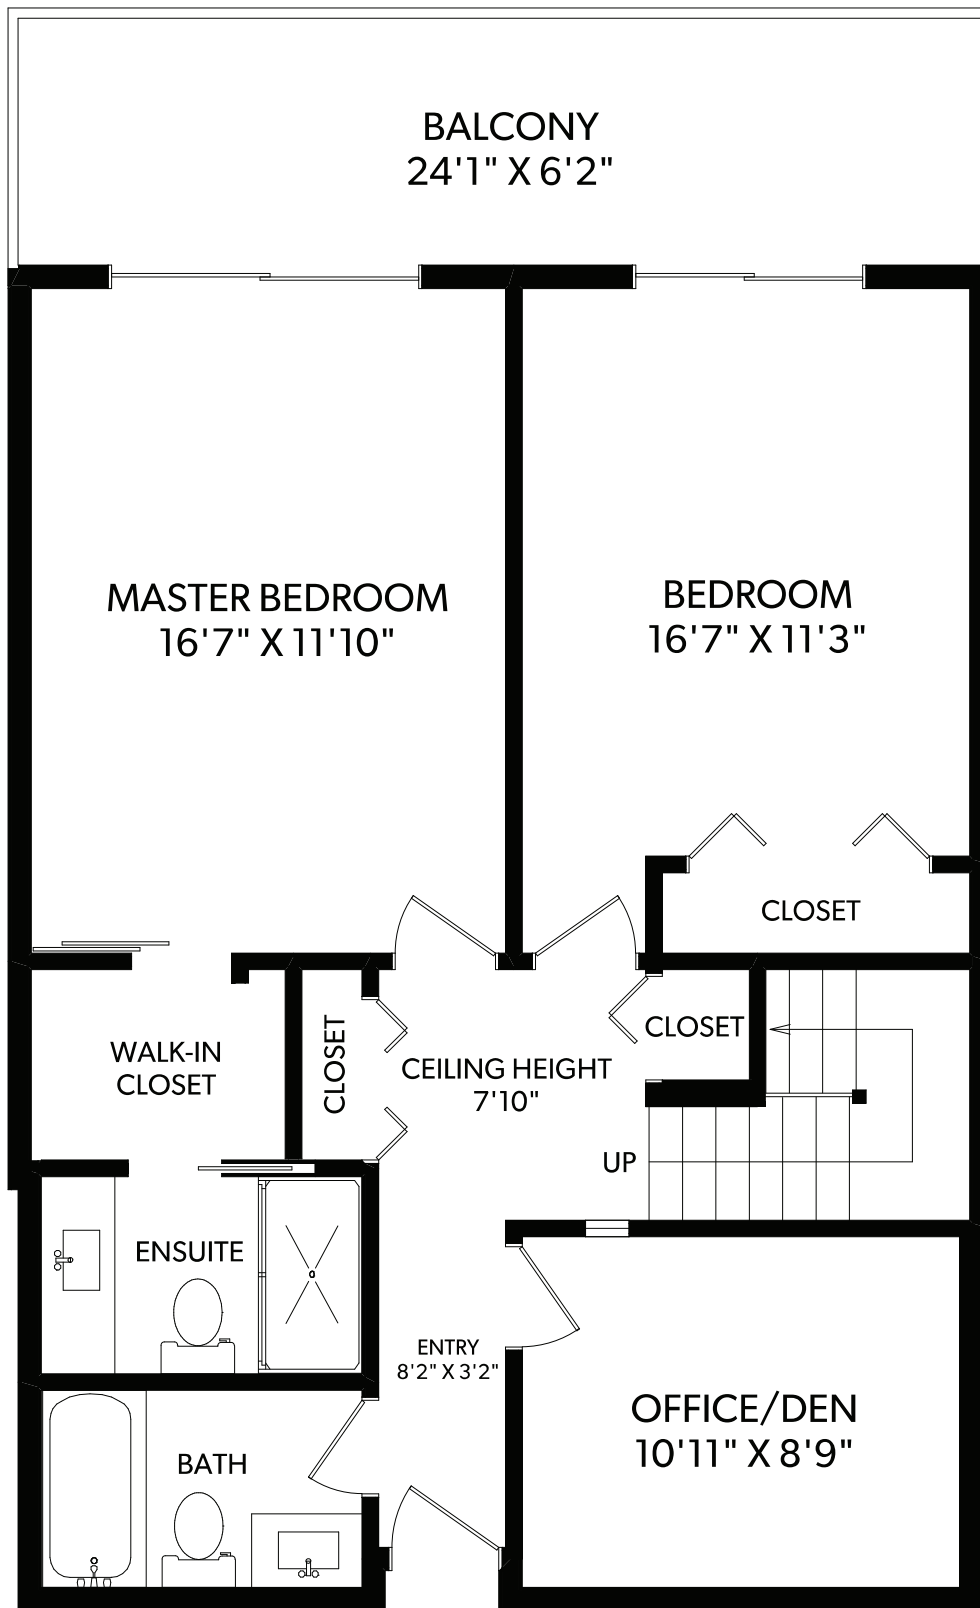 BALCONY
24'1" X 6'2"
MASTER BEDROOM
16'7" X 11'10"
BEDROOM
16'7" X 11'3"
CLOSET
WALK-IN
CLOSET
CLOSET
CEILING HEIGHT
7'10"
CLOSET
UP
ENSUITE
ENTRY
8'2" X 3'2"
OFFICE/DEN
10'11" X 8'9"
BATH